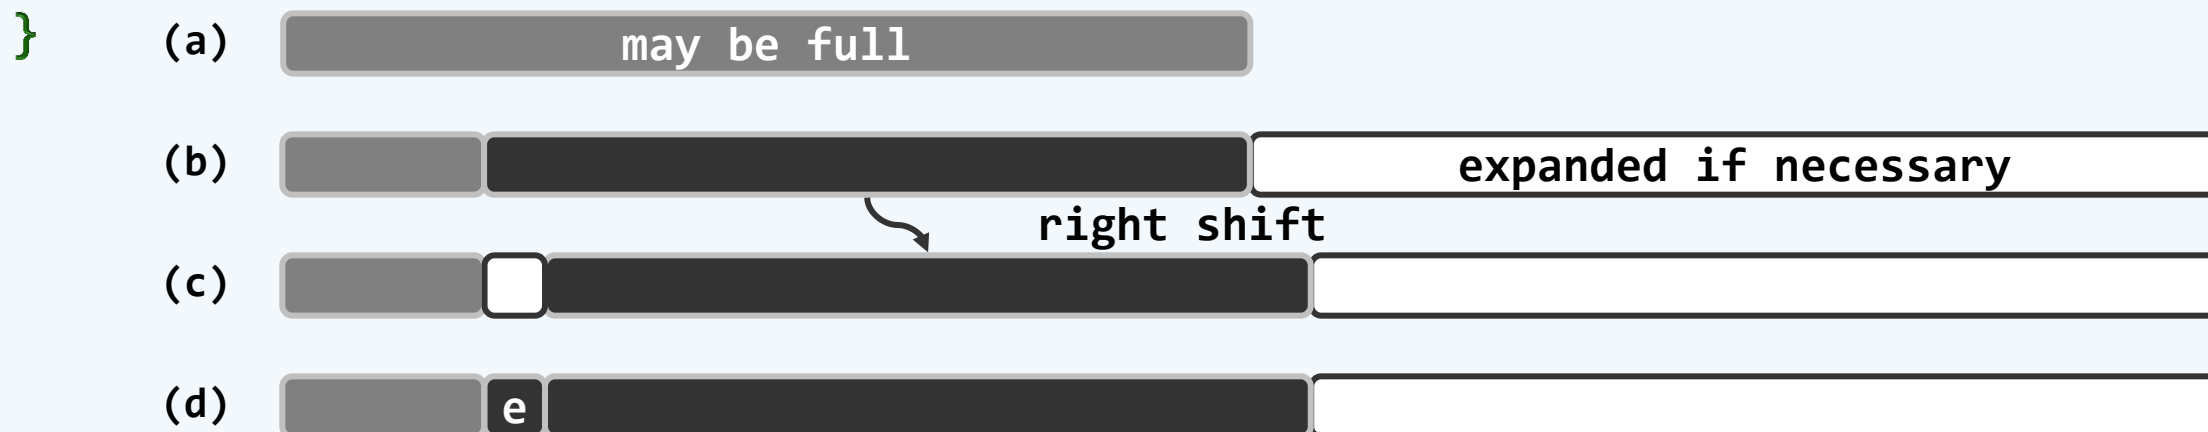 } (a) may be full
(b) expanded if necessary
right shift
(c)
(d) e